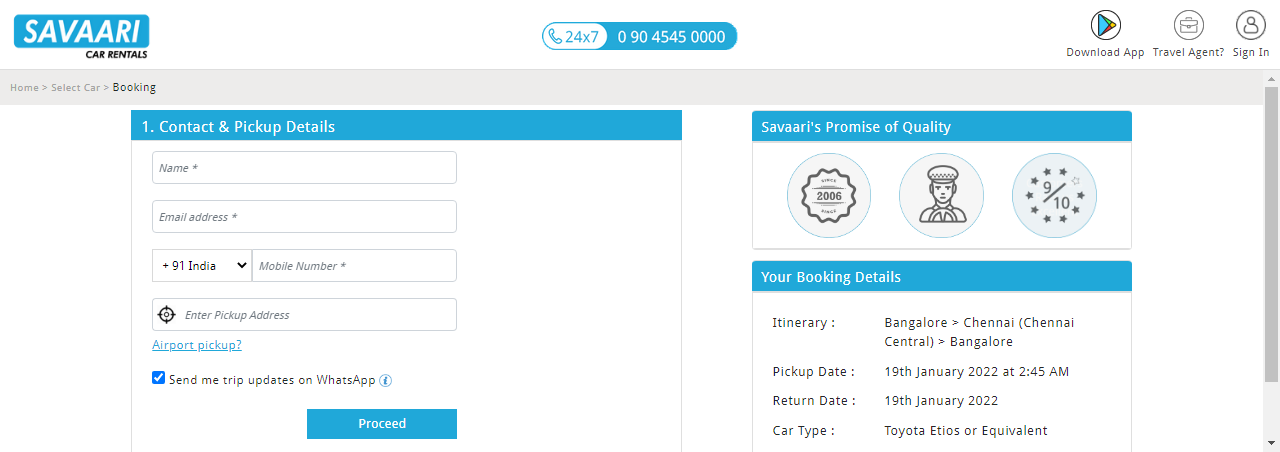 SAVAARI
CAR RENTALS
24x7 0 90 4545 0000
Download App
Travel Agent?
Sign In
Home > Select Car > Booking
1. Contact & Pickup Details
Name *
Email address *
+ 91 India
Mobile Number *
Enter Pickup Address
Airport pickup?
Send me trip updates on WhatsApp i
Proceed
Savaari's Promise of Quality
SINCE
2006
SINCE
9/10
Your Booking Details
Itinerary : Bangalore > Chennai (Chennai
Central) > Bangalore
Pickup Date : 19th January 2022 at 2:45 AM
Return Date : 19th January 2022
Car Type : Toyota Etios or Equivalent